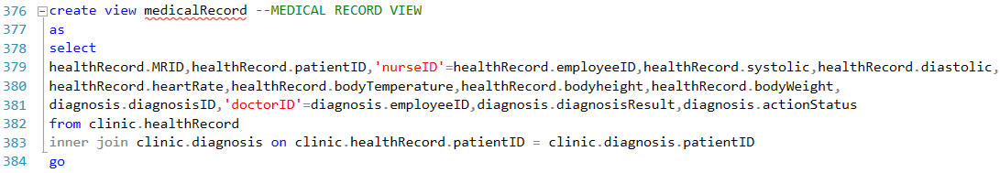 376 create view medicalRecord --MEDICAL RECORD VIEW
377 as
378 select
379 healthRecord.MRID,healthRecord.patientID,'nurseID'=healthRecord.employeeID,healthRecord.systolic,healthRecord.diastolic,
380 healthRecord.heartRate,healthRecord.bodyTemperature,healthRecord.bodyheight,healthRecord.bodyWeight,
381 diagnosis.diagnosisID,'doctorID'=diagnosis.employeeID,diagnosis.diagnosisResult,diagnosis.actionStatus
382 from clinic.healthRecord
383 inner join clinic.diagnosis on clinic.healthRecord.patientID = clinic.diagnosis.patientID
384 go